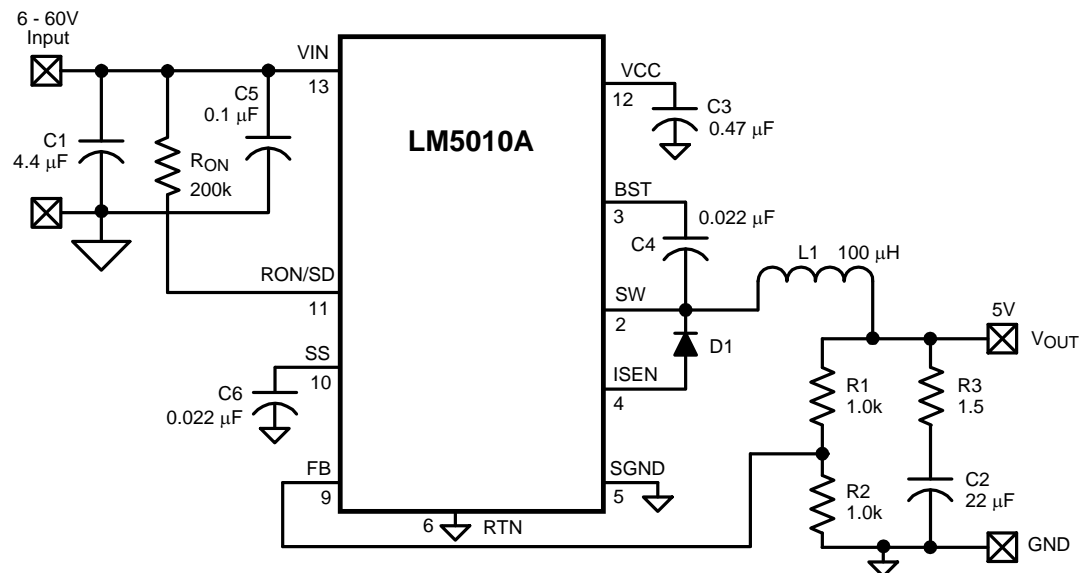 6 - 60V
Input
VIN
13
C5
0.1 µF
C1
4.4 µF
RON
200k
RON/SD
11
SS
10
C6
0.022 µF
FB
9
LM5010A
6
RTN
VCC
12
C3
0.47 µF
BST
3
0.022 µF
C4
L1 100 µH
SW
2
D1
ISEN
4
SGND
5
5V
VOUT
R1
1.0k
R3
1.5
R2
1.0k
C2
22 µF
GND